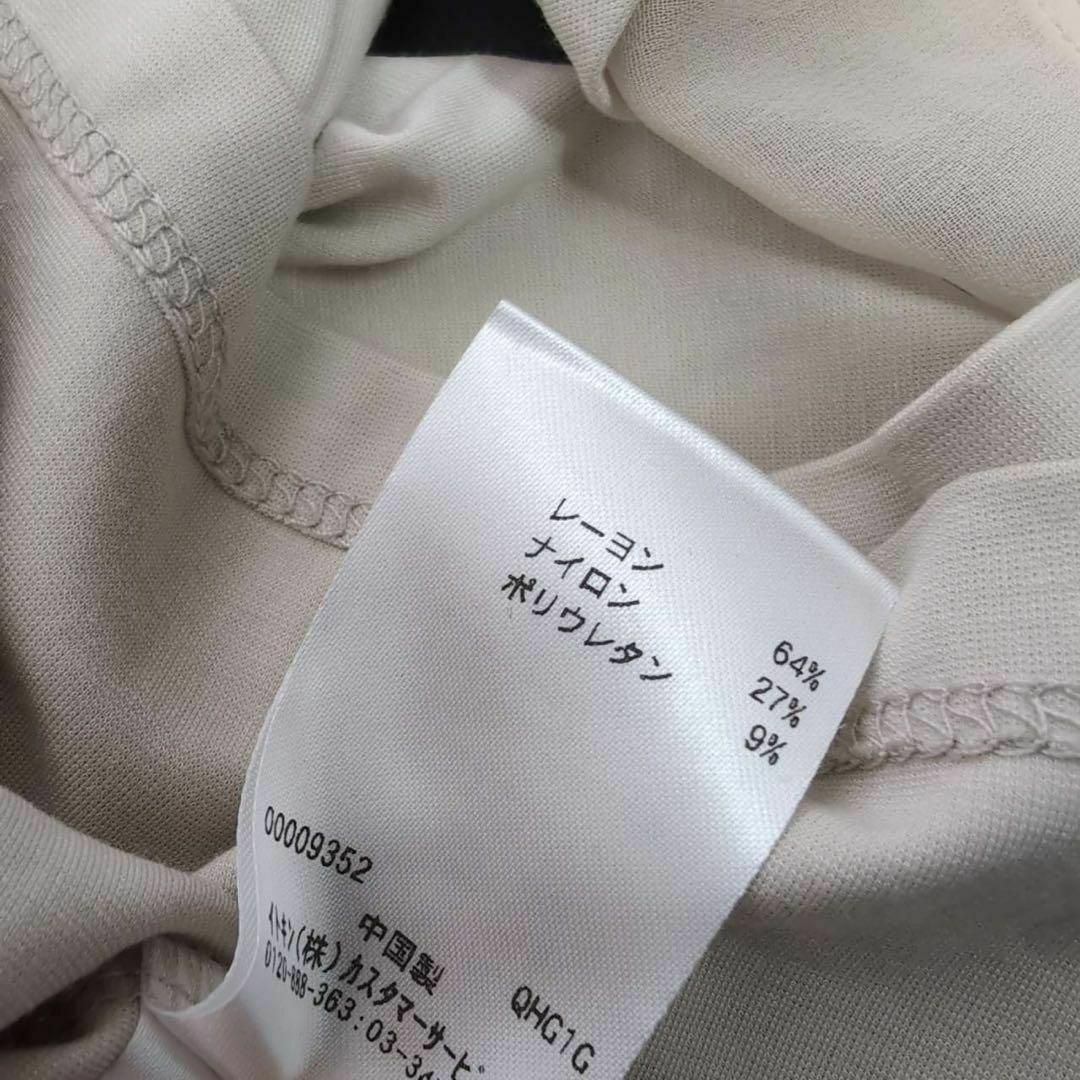 レーヨン 64%
ナイロン 27%
ポリウレタン 9%
00009352
中国製 QHG1G
イトキン(株)カスタマーサービ
0120-888-363:03-34